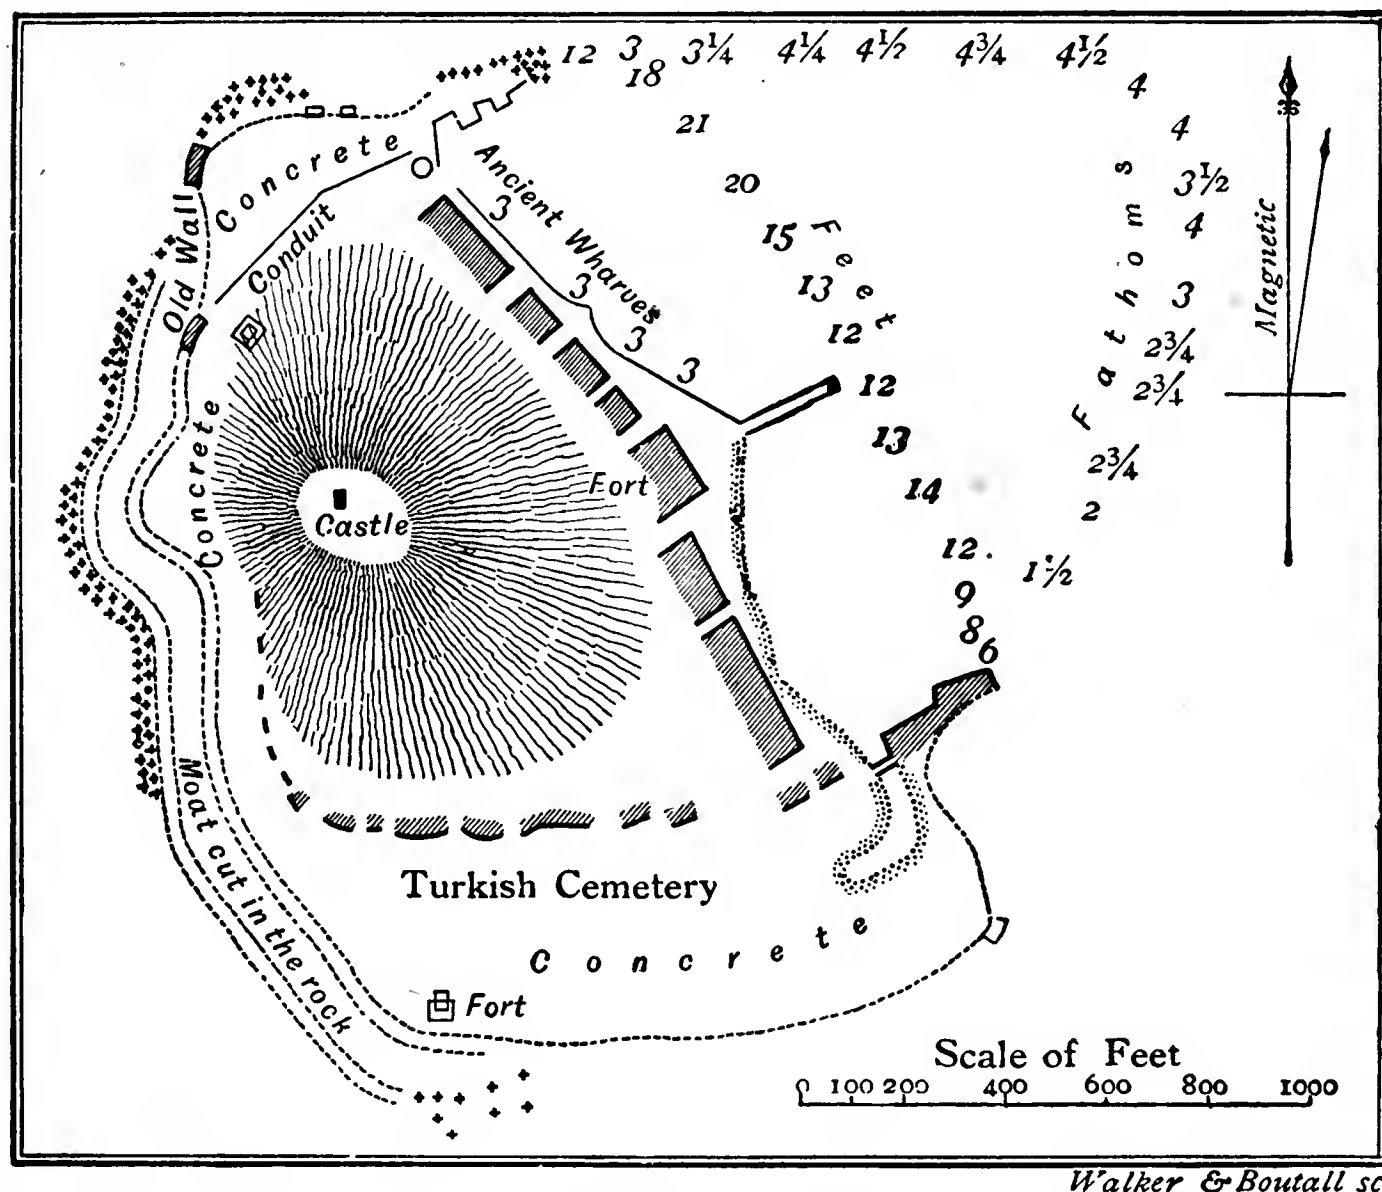 12 3 3¼ 4¼ 4½ 4¾ 4½
18 4
21 4
20 3½
15 4
13 3
12 2¾
12 2¾
13 2¾
14 2
12. 1½
9
8
6
Feet
Fathoms
Magnetic
Concrete
Ancient Wharves
3
3
3
3
Old Wall
Conduit
Concrete
Fort
Castle
Moat cut in the rock
Turkish Cemetery
Concrete
Fort
Scale of Feet
0 100 200 400 600 800 1000
Walker & Boutall sc